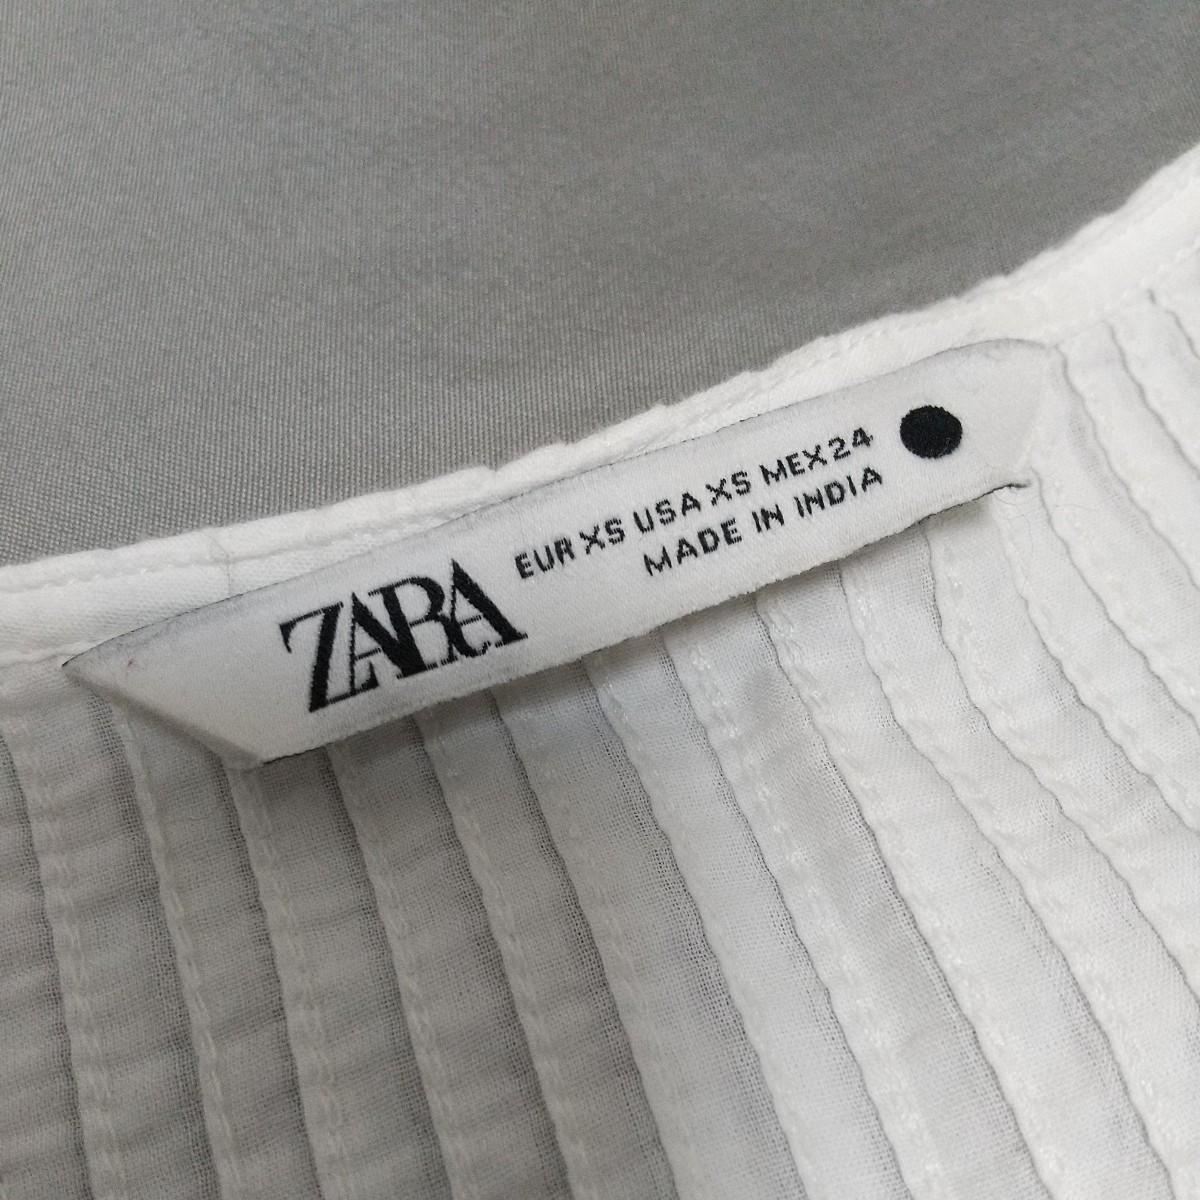 ZARA
EUR XS USA XS MEX 24
MADE IN INDIA